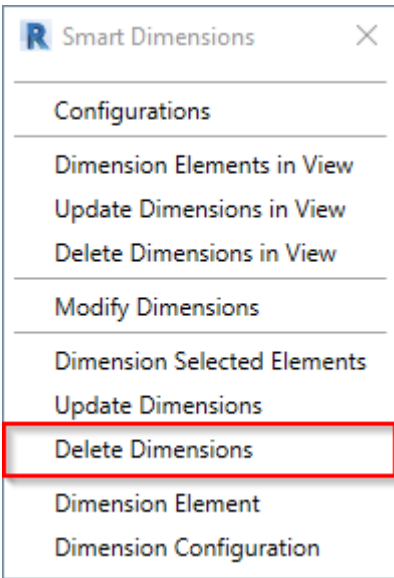 R Smart Dimensions
Configurations
Dimension Elements in View
Update Dimensions in View
Delete Dimensions in View
Modify Dimensions
Dimension Selected Elements
Update Dimensions
Delete Dimensions
Dimension Element
Dimension Configuration